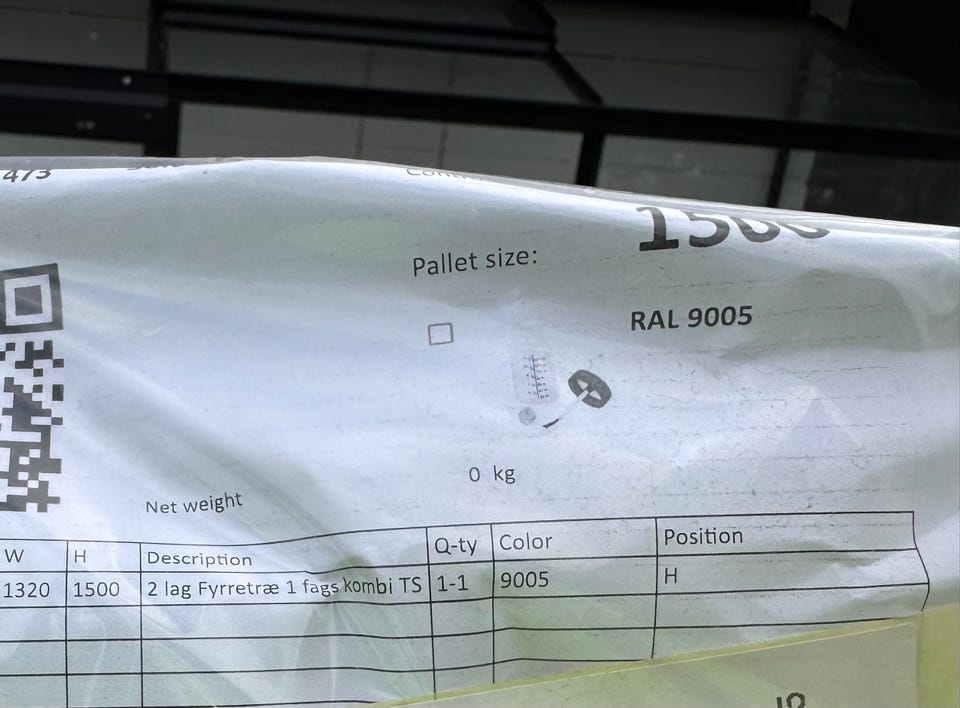 473
Pallet size:
RAL 9005
0 kg
Net weight
W H Description Q-ty Color Position
1320 1500 2 lag Fyrretræ 1 fags kombi TS 1-1 9005 H